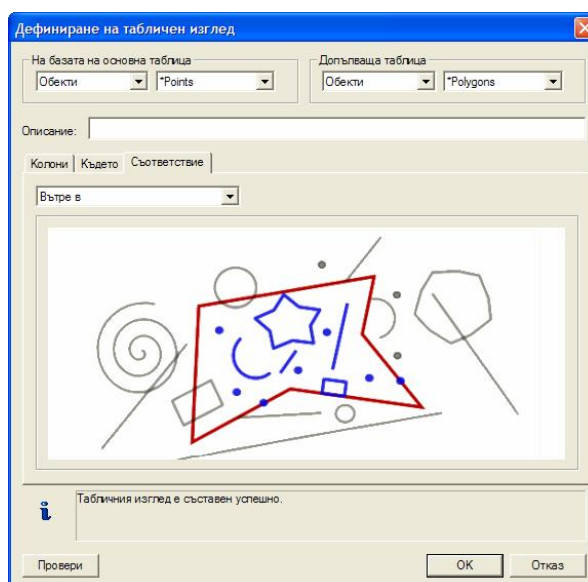 Дефиниране на табличен изглед
На базата на основна таблица
Допълваща таблица
Обекти
*Points
Обекти
*Polygons
Описание:
Колони
Където
Съответствие
Вътре в
Табличния изглед е съставен успешно.
Провери
OK
Отказ